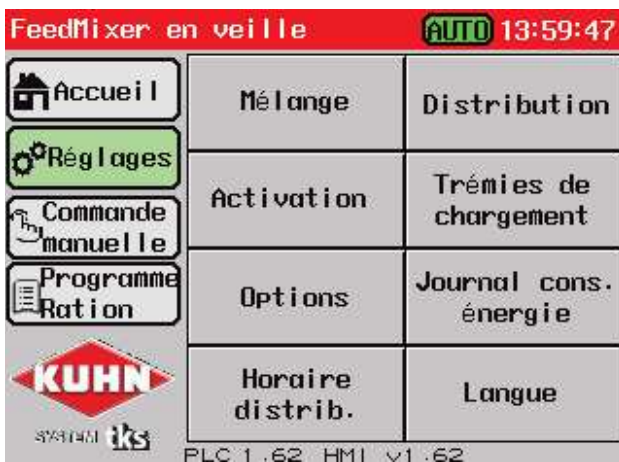 FeedMixer en veille AUTO 13:59:47
Accueil
Réglages
Commande
manuelle
Programme
Ration
Mélange
Distribution
Activation
Trémies de
chargement
Options
Journal cons.
énergie
Horaire
distrib.
Langue
KUHN
SYSTEM tks
PLC 1.62 HMI v1.62